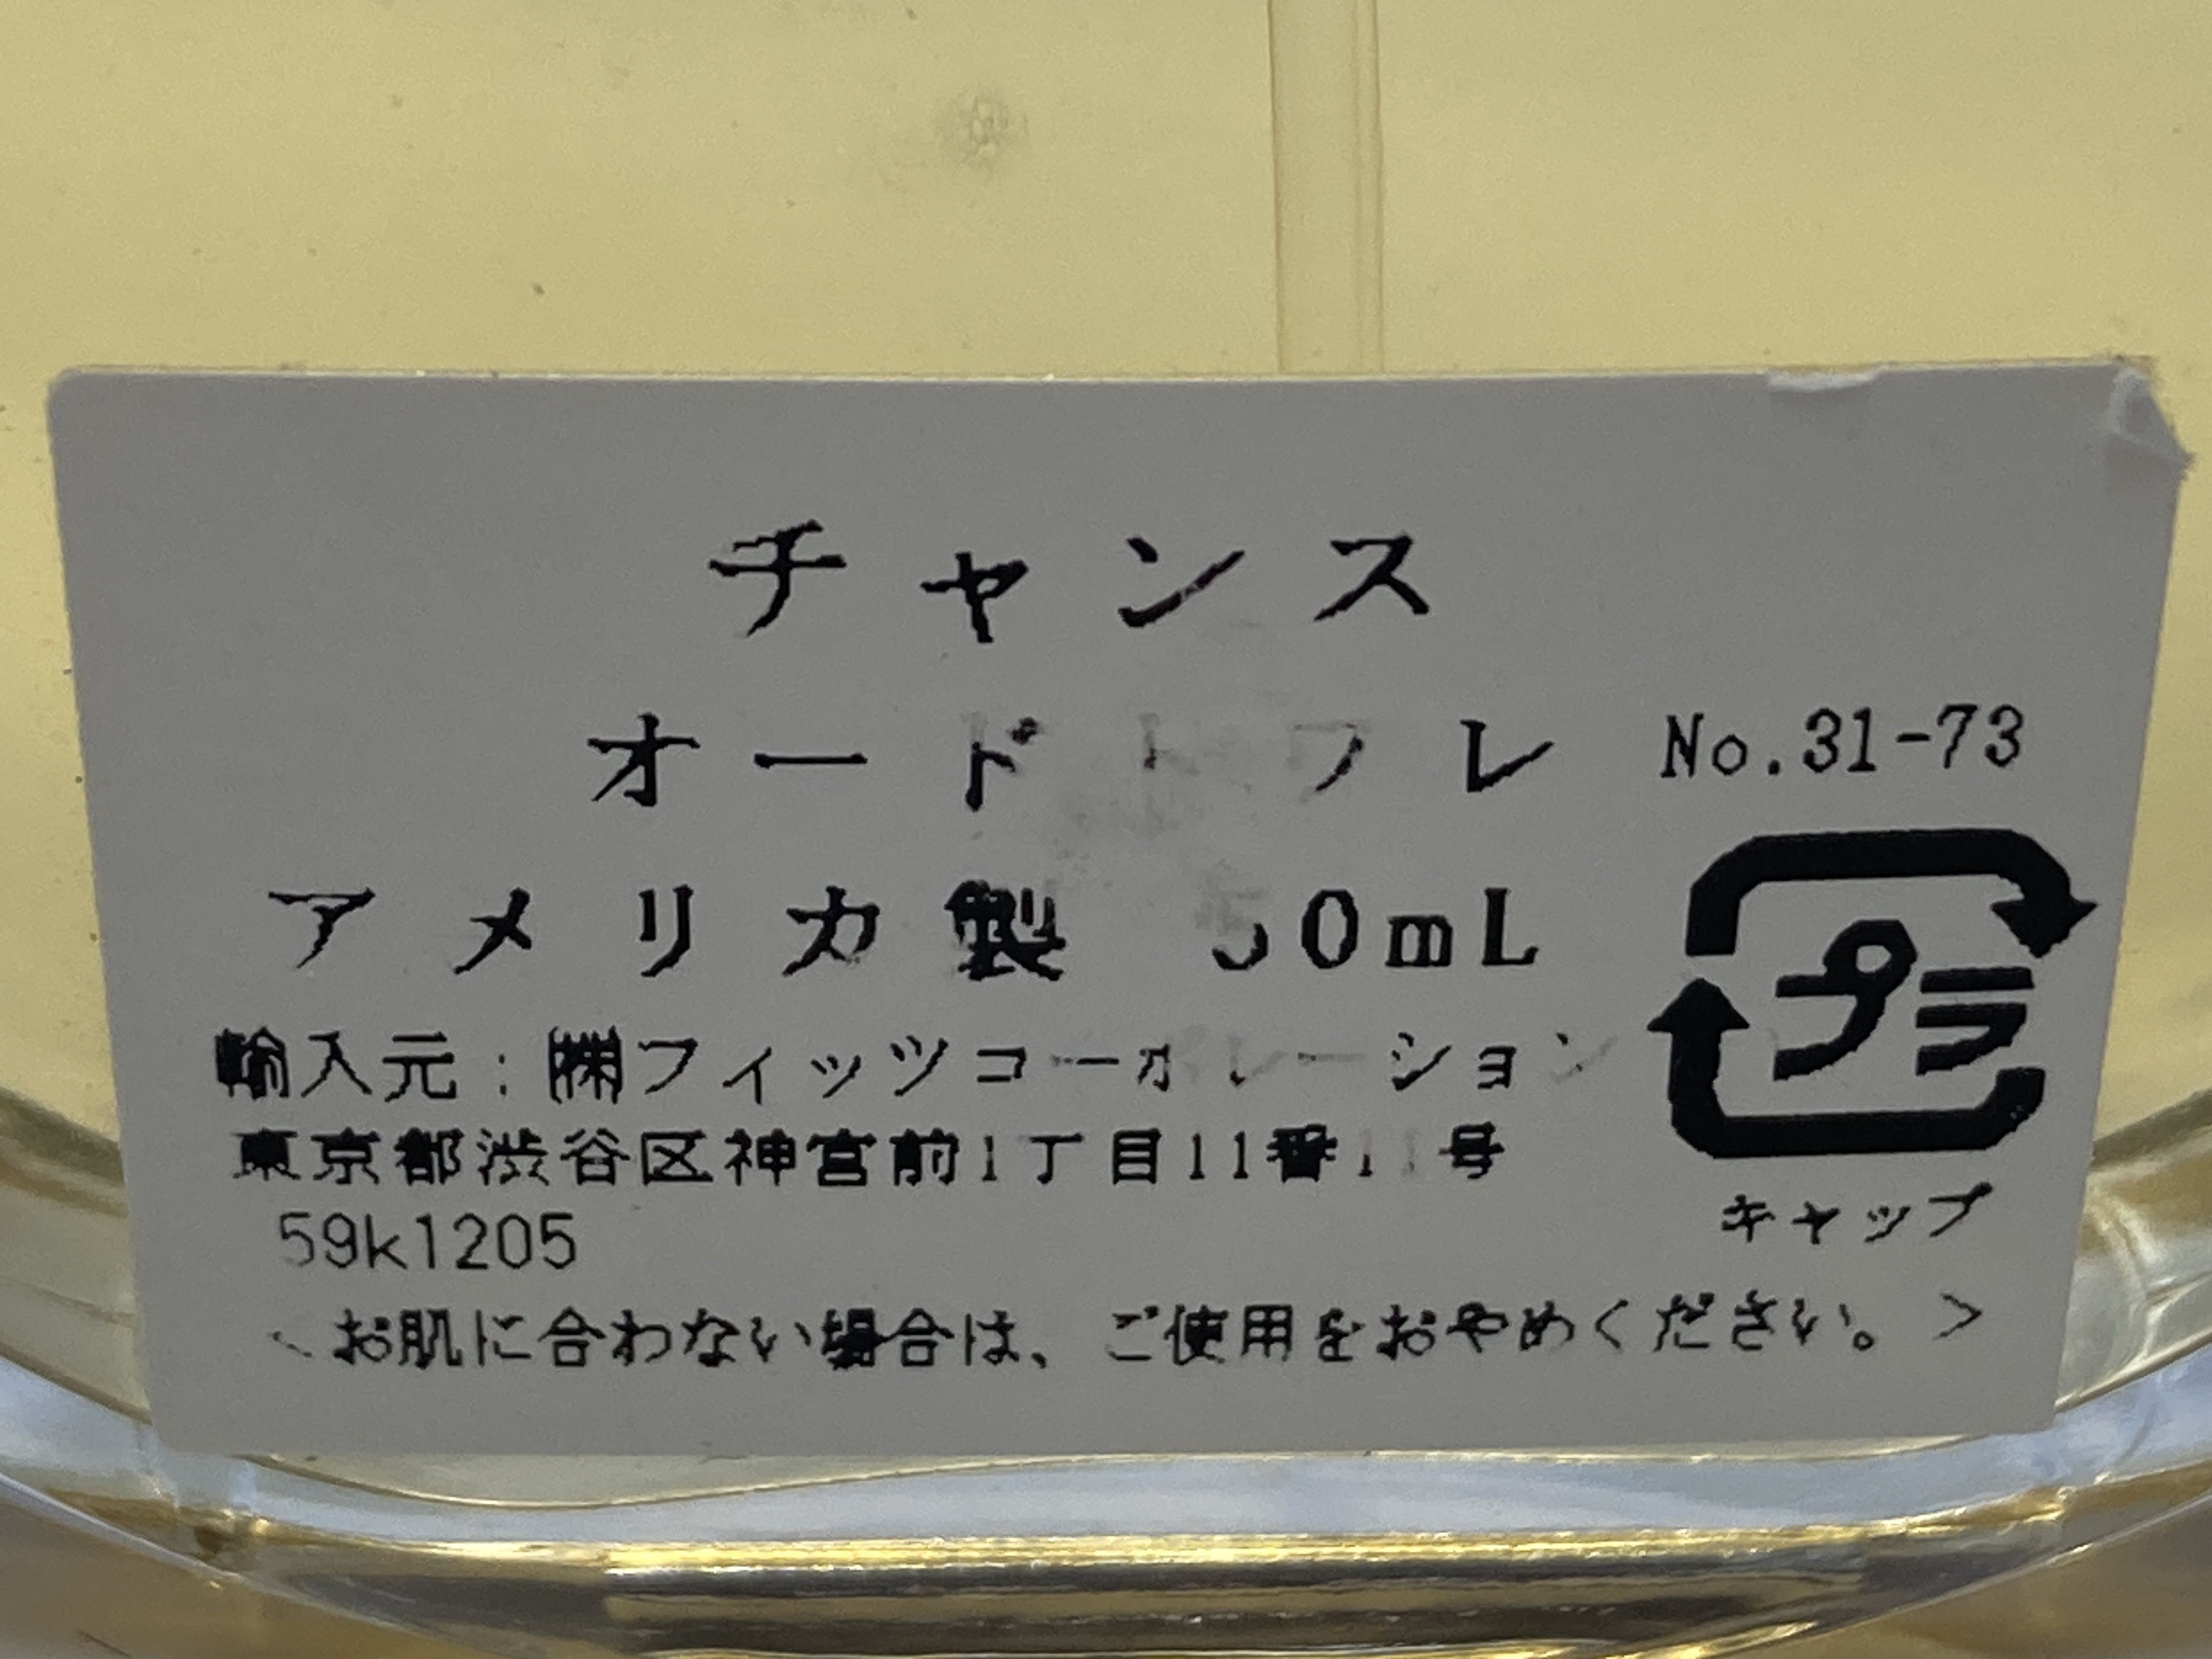 チャンス
オード トワレ No.31-73
アメリカ製 50mL
プラ
輸入元:㈱フィッツコーポレーション
東京都渋谷区神宮前1丁目11番11号
キャップ
59k1205
<お肌に合わない場合は、ご使用をおやめください。>